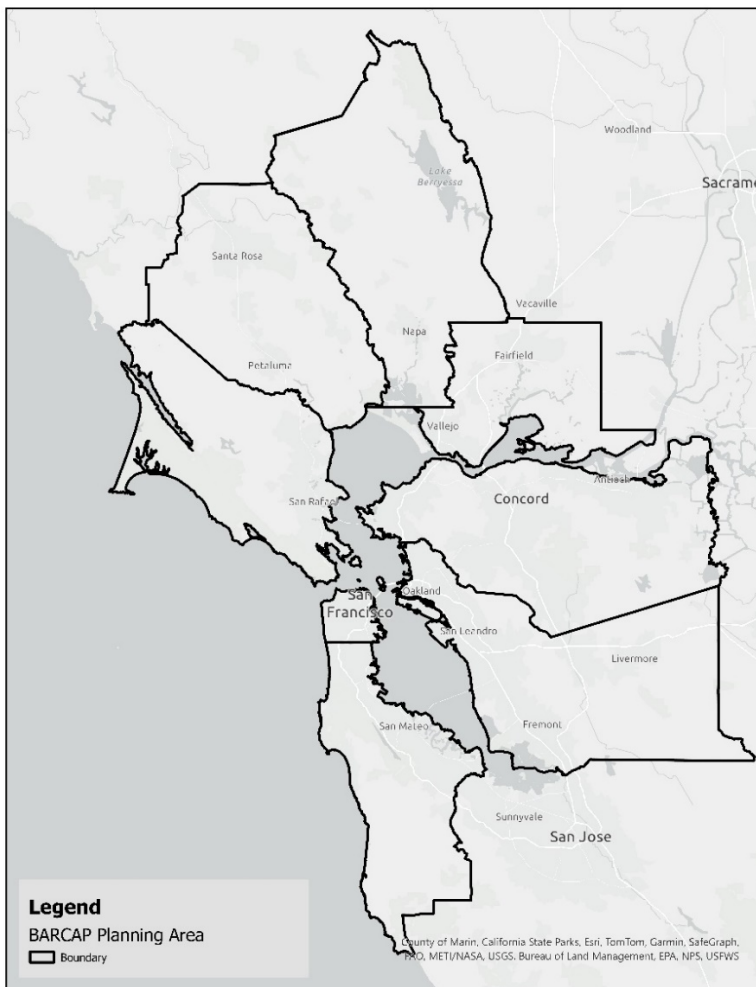 Woodland
Lake
Berryessa
Sacrame
Santa Rosa
Vacaville
Napa
Fairfield
Petaluma
Vallejo
Antioch
Concord
San Rafael
Oakland
San
Francisco
San Leandro
Livermore
Fremont
San Mateo
Sunnyvale
San Jose
Legend
BARCAP Planning Area
Boundary
County of Marin, California State Parks, Esri, TomTom, Garmin, SafeGraph,
FAO, METI/NASA, USGS. Bureau of Land Management, EPA, NPS, USFWS